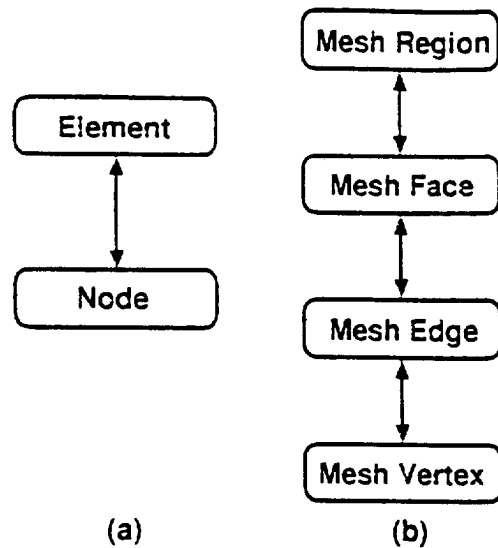 Element
Node
(a)
Mesh Region
Mesh Face
Mesh Edge
Mesh Vertex
(b)